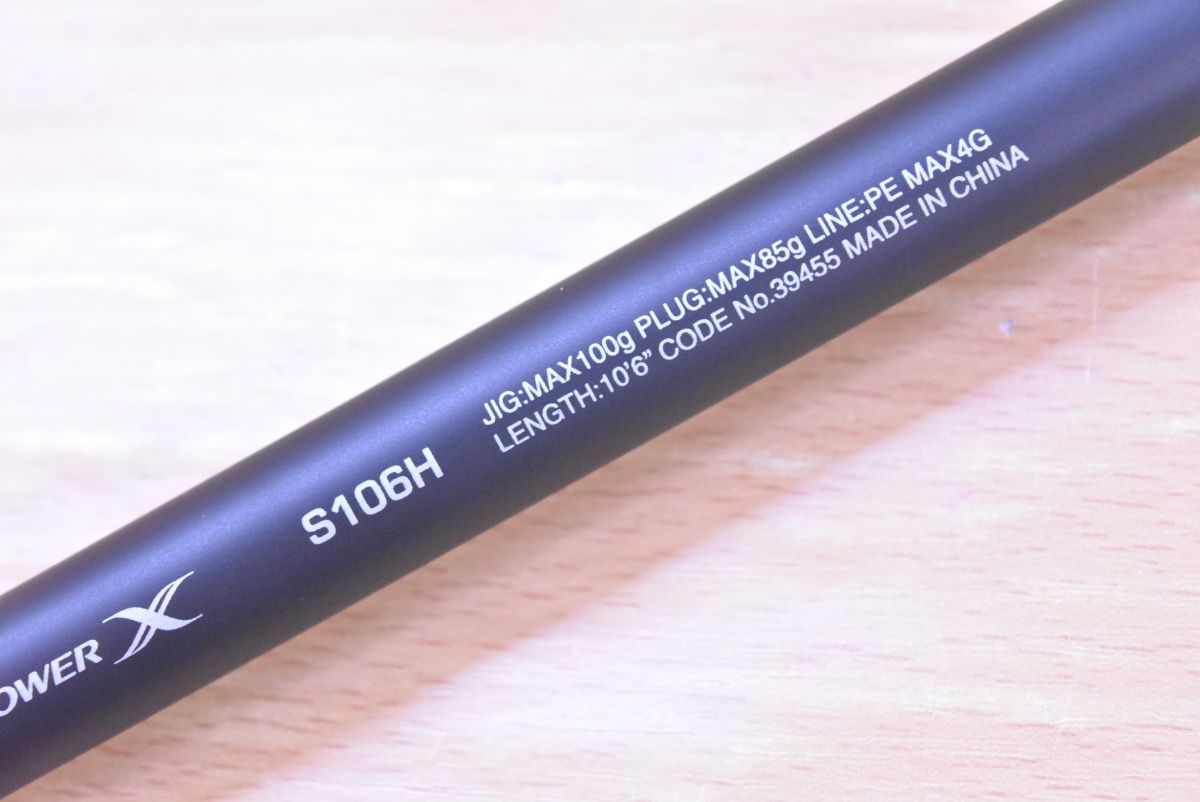 OWER X
S106H
JIG:MAX100g PLUG:MAX85g LINE:PE MAX4G
LENGTH:10'6" CODE No.39455 MADE IN CHINA